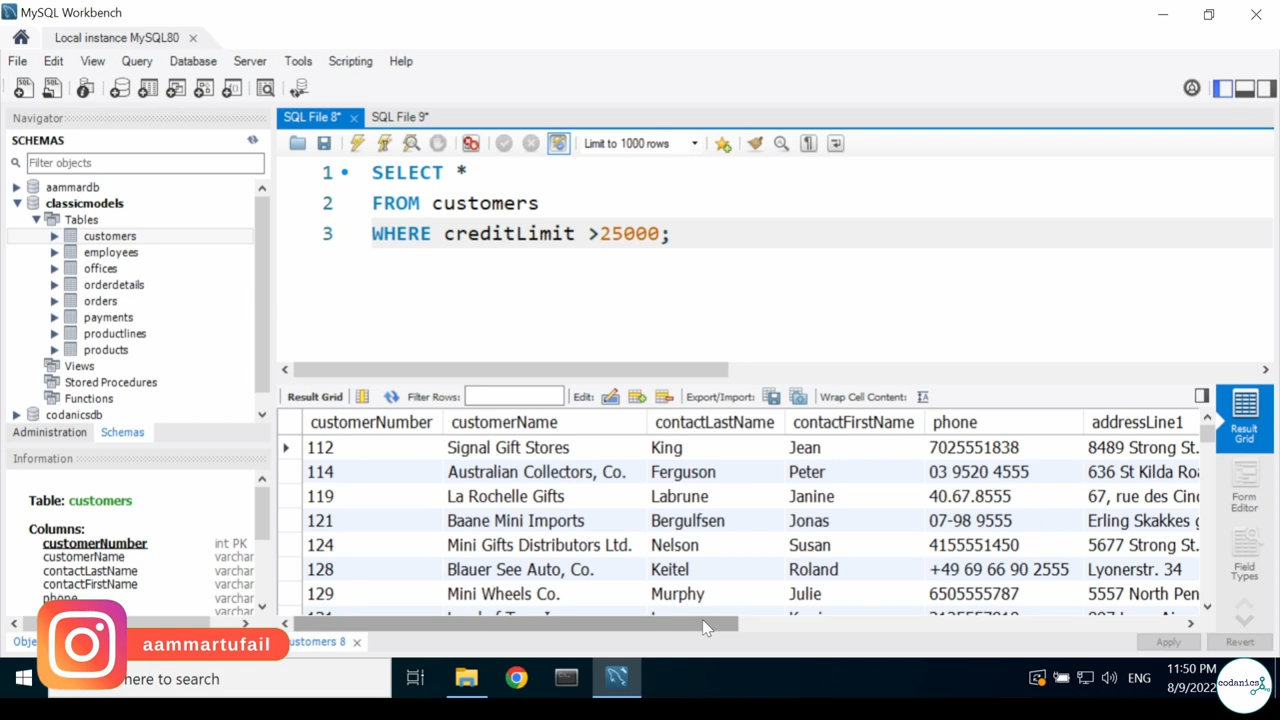 MySQL Workbench
Local instance MySQL80
File Edit View Query Database Server Tools Scripting Help
Navigator
SCHEMAS
Filter objects
aammardb
classicmodels
Tables
customers
employees
offices
orderdetails
orders
payments
productlines
products
Views
Stored Procedures
Functions
codanicsdb
Administration Schemas
Information
Table: customers
Columns:
customerNumber int PK
customerName varchar
contactLastName varchar
contactFirstName varchar
phone varchar
varchar
SQL File 8* SQL File 9*
Limit to 1000 rows
1 SELECT *
2 FROM customers
3 WHERE creditLimit >25000;
Result Grid Filter Rows: Edit: Export/Import: Wrap Cell Content:
customerNumber customerName contactLastName contactFirstName phone addressLine1
112 Signal Gift Stores King Jean 7025551838 8489 Strong St.
114 Australian Collectors, Co. Ferguson Peter 03 9520 4555 636 St Kilda Roa
119 La Rochelle Gifts Labrune Janine 40.67.8555 67, rue des Cinq
121 Baane Mini Imports Bergulfsen Jonas 07-98 9555 Erling Skakkes g
124 Mini Gifts Distributors Ltd. Nelson Susan 4155551450 5677 Strong St.
128 Blauer See Auto, Co. Keitel Roland +49 69 66 90 2555 Lyonerstr. 34
129 Mini Wheels Co. Murphy Julie 6505555787 5557 North Pen
Result Grid
Form Editor
Field Types
Obje
ustomers 8
Apply Revert
aammartufail
here to search
ENG
11:50 PM
8/9/2022
codanics